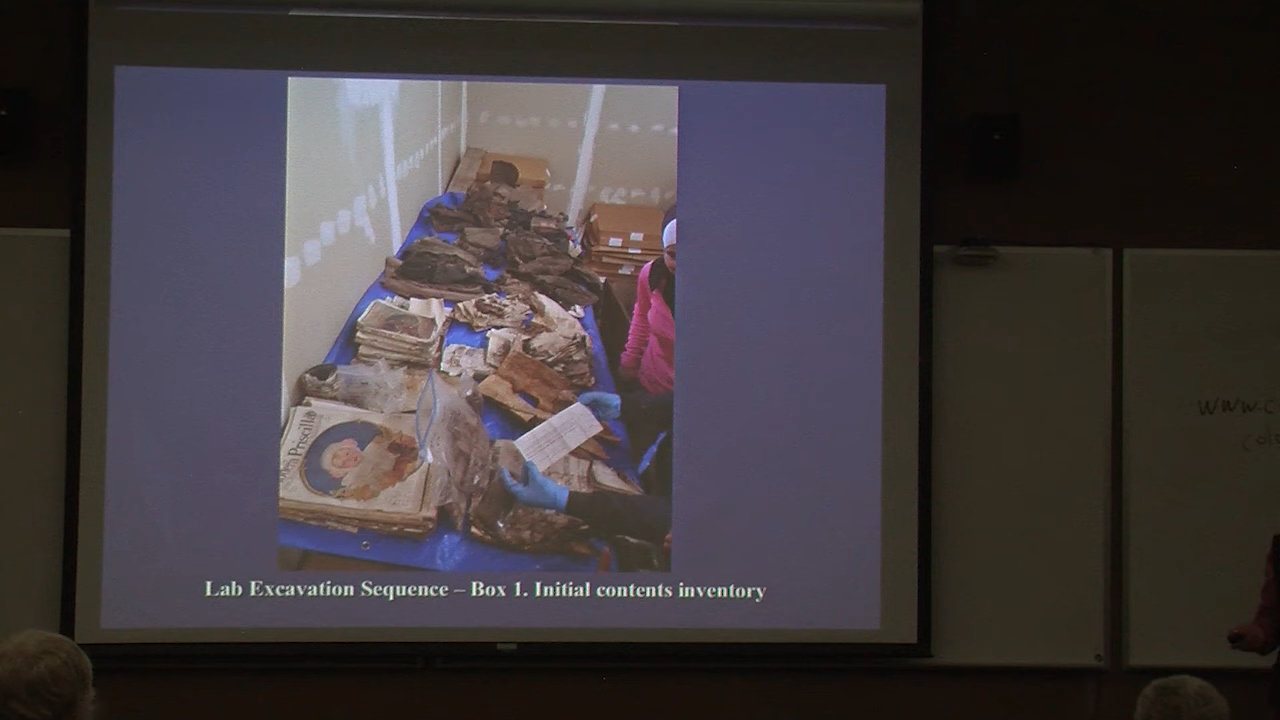 Priscilla
www.c
Lab Excavation Sequence – Box 1. Initial contents inventory